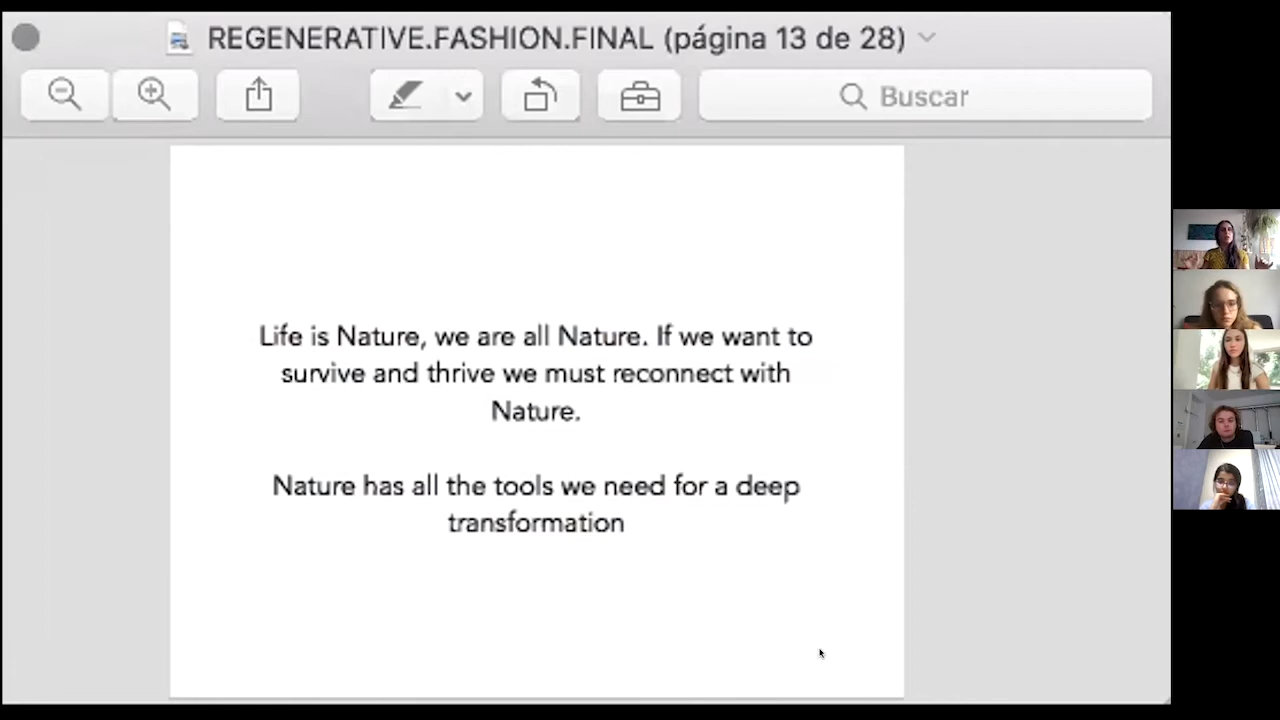 REGENERATIVE.FASHION.FINAL (página 13 de 28)
Buscar
Life is Nature, we are all Nature. If we want to
survive and thrive we must reconnect with
Nature.
Nature has all the tools we need for a deep
transformation